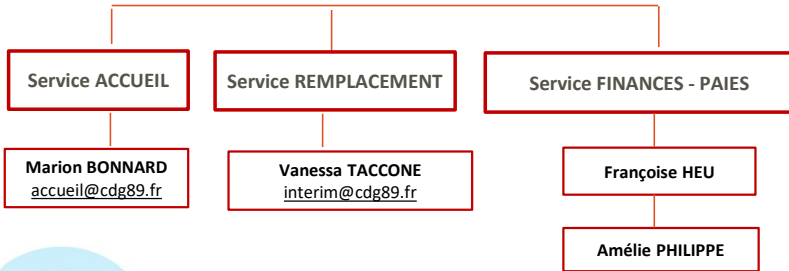 Service ACCUEIL
Service REMPLACEMENT
Service FINANCES - PAIES
Marion BONNARD
accueil@cdg89.fr
Vanessa TACCONE
interim@cdg89.fr
Françoise HEU
Amélie PHILIPPE